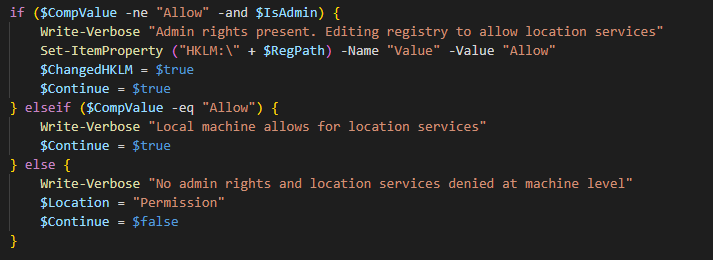 if ($CompValue -ne "Allow" -and $IsAdmin) {
    Write-Verbose "Admin rights present. Editing registry to allow location services"
    Set-ItemProperty ("HKLM:\" + $RegPath) -Name "Value" -Value "Allow"
    $ChangedHKLM = $true
    $Continue = $true
} elseif ($CompValue -eq "Allow") {
    Write-Verbose "Local machine allows for location services"
    $Continue = $true
} else {
    Write-Verbose "No admin rights and location services denied at machine level"
    $Location = "Permission"
    $Continue = $false
}